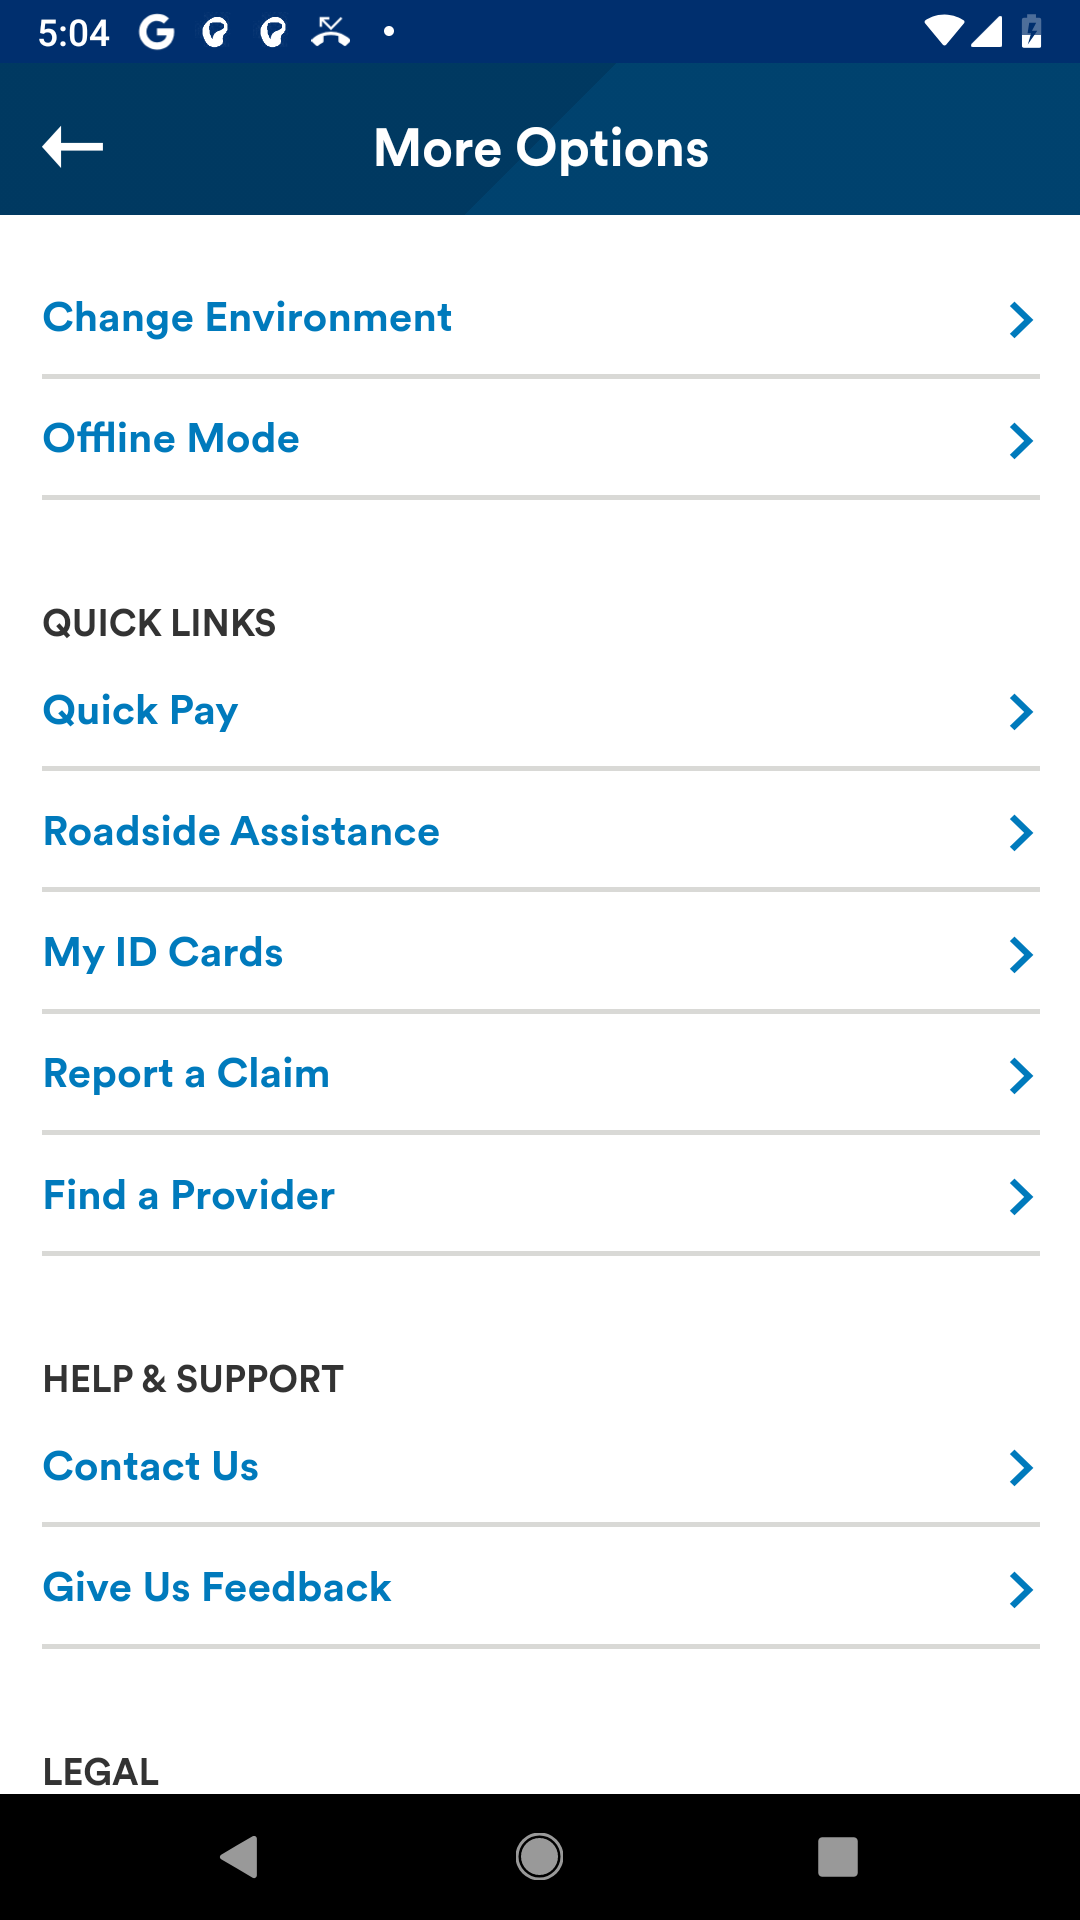 5:04
More Options
Change Environment
Offline Mode
QUICK LINKS
Quick Pay
Roadside Assistance
My ID Cards
Report a Claim
Find a Provider
HELP & SUPPORT
Contact Us
Give Us Feedback
LEGAL